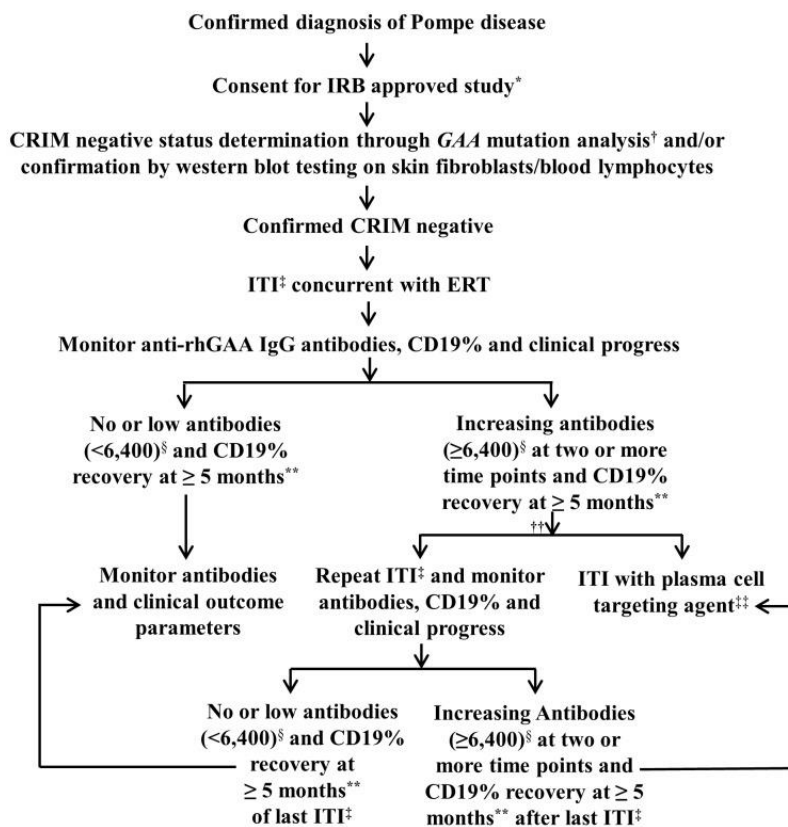 Confirmed diagnosis of Pompe disease
Consent for IRB approved study*
CRIM negative status determination through GAA mutation analysis† and/or
confirmation by western blot testing on skin fibroblasts/blood lymphocytes
Confirmed CRIM negative
ITI‡ concurrent with ERT
Monitor anti-rhGAA IgG antibodies, CD19% and clinical progress
No or low antibodies
(<6,400)§ and CD19%
recovery at ≥ 5 months**
Increasing antibodies
(≥6,400)§ at two or more
time points and CD19%
recovery at ≥ 5 months**
††
Monitor antibodies
and clinical outcome
parameters
Repeat ITI‡ and monitor
antibodies, CD19% and
clinical progress
ITI with plasma cell
targeting agent‡‡
No or low antibodies
(<6,400)§ and CD19%
recovery at
≥ 5 months**
of last ITI‡
Increasing Antibodies
(≥6,400)§ at two or
more time points and
CD19% recovery at ≥ 5
months** after last ITI‡